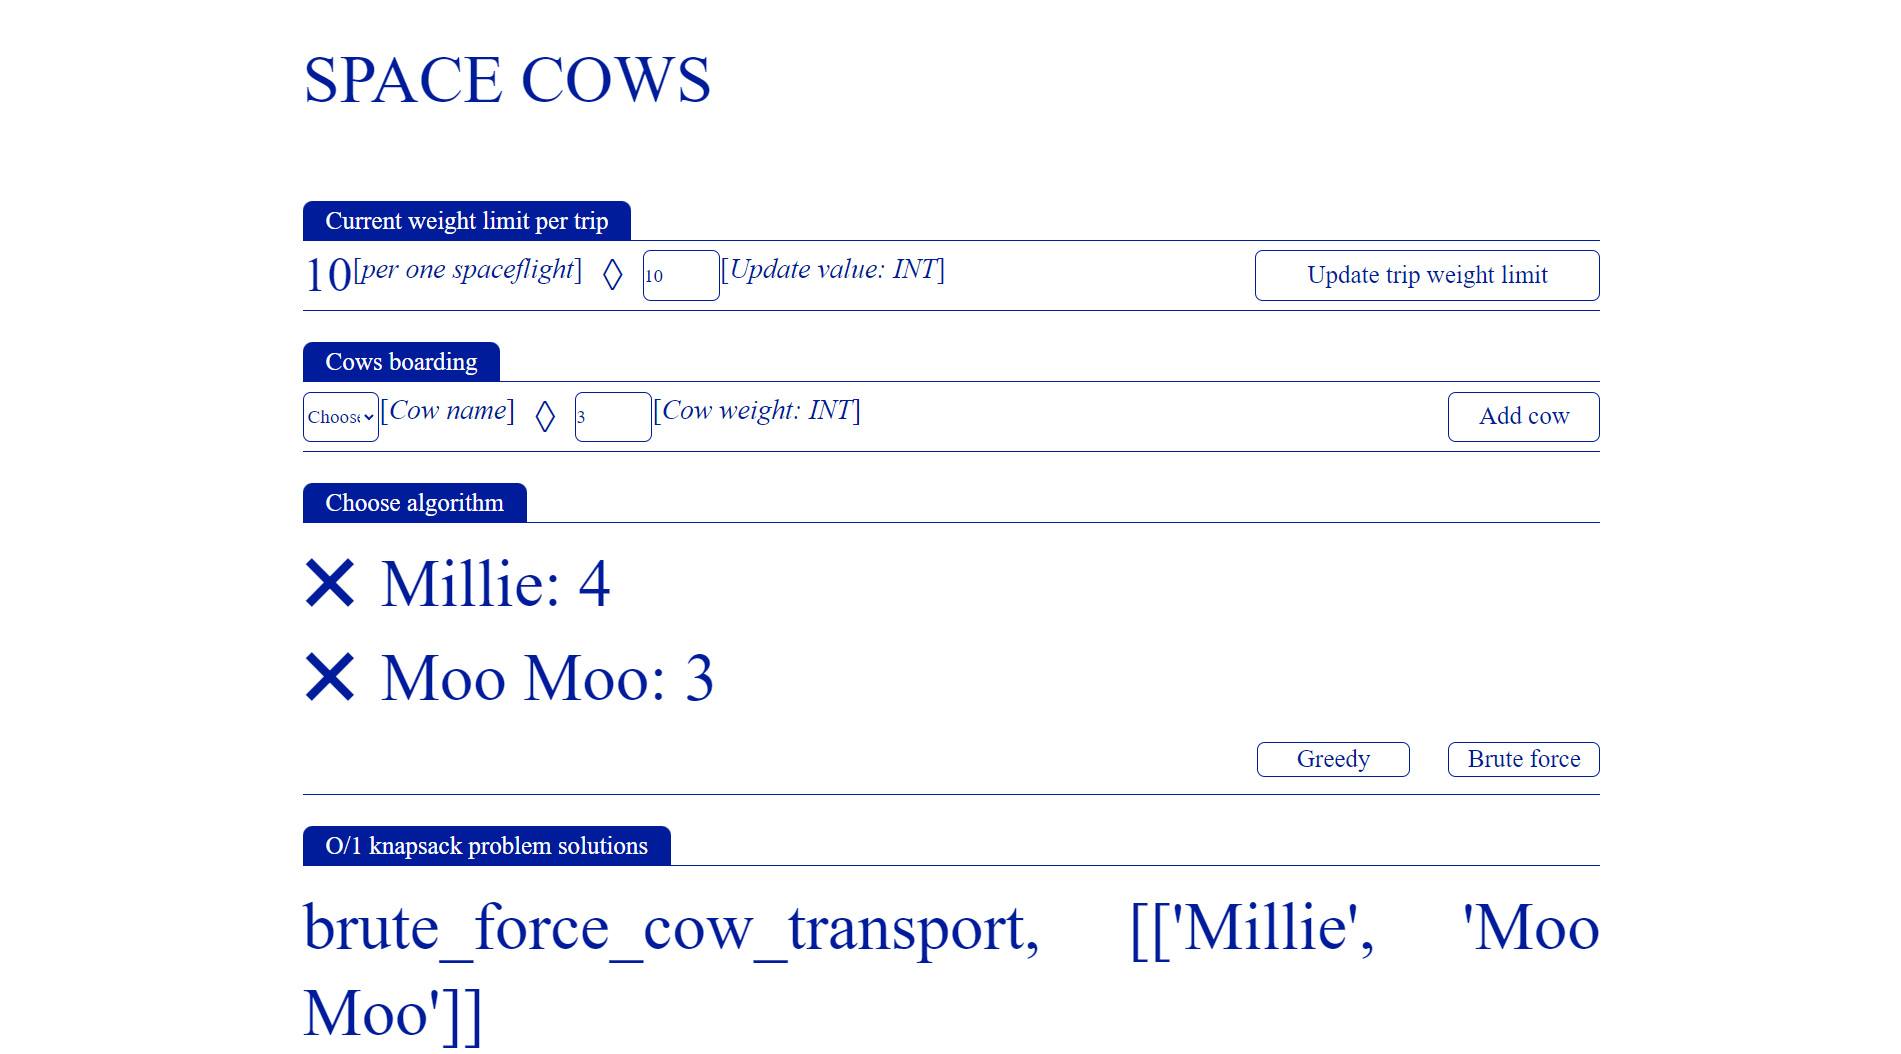 SPACE COWS
Current weight limit per trip
10[per one spaceflight] ◊ 10 [Update value: INT] Update trip weight limit
Cows boarding
Choose [Cow name] ◊ 3 [Cow weight: INT] Add cow
Choose algorithm
✕ Millie: 4
✕ Moo Moo: 3
Greedy Brute force
O/1 knapsack problem solutions
brute_force_cow_transport, [['Millie', 'Moo
Moo']]